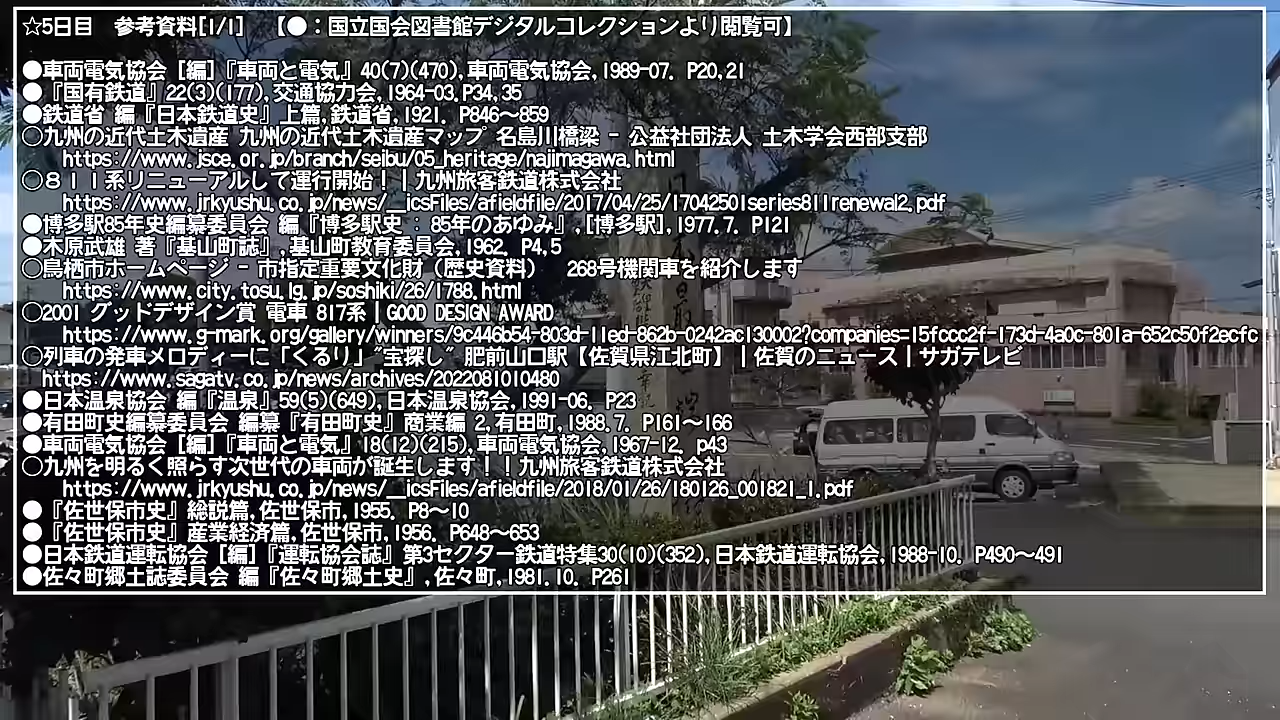 ☆5日目　参考資料[1/1]　【●：国立国会図書館デジタルコレクションより閲覧可】
●車両電気協会 [編]『車両と電気』40(7)(470),車両電気協会,1989-07. P20,21
●『国有鉄道』22(3)(177),交通協力会,1964-03.P34,35
●鉄道省 編『日本鉄道史』上篇,鉄道省,1921. P846～859
○九州の近代土木遺産 九州の近代土木遺産マップ 名島川橋梁 - 公益社団法人 土木学会西部支部
https://www.jsce.or.jp/branch/seibu/05_heritage/najimagawa.html
○８１１系リニューアルして運行開始！｜九州旅客鉄道株式会社
https://www.jrkyushu.co.jp/news/__icsFiles/afieldfile/2017/04/25/17042501series811renewal2.pdf
●博多駅85年史編纂委員会 編『博多駅史 : 85年のあゆみ』,[博多駅],1977.7. P121
●木原武雄 著『基山町誌』,基山町教育委員会,1962. P4,5
○鳥栖市ホームページ - 市指定重要文化財（歴史資料）　268号機関車を紹介します
https://www.city.tosu.lg.jp/soshiki/26/1788.html
○2001 グッドデザイン賞 電車 817系 | GOOD DESIGN AWARD
https://www.g-mark.org/gallery/winners/9c446b54-803d-11ed-862b-0242ac130002?companies=15fccc2f-173d-4a0c-801a-652c50f2ecfc
○列車の発車メロディーに「くるり」"宝探し" 肥前山口駅【佐賀県江北町】 | 佐賀のニュース | サガテレビ
https://www.sagatv.co.jp/news/archives/2022081010480
●日本温泉協会 編『温泉』59(5)(649),日本温泉協会,1991-06. P23
●有田町史編纂委員会 編纂『有田町史』商業編 2,有田町,1988.7. P161～166
●車両電気協会 [編]『車両と電気』18(12)(215),車両電気協会,1967-12. p43
○九州を明るく照らす次世代の車両が誕生します！！九州旅客鉄道株式会社
https://www.jrkyushu.co.jp/news/__icsFiles/afieldfile/2018/01/26/180126_001821_1.pdf
●『佐世保市史』総説篇,佐世保市,1955. P8～10
●『佐世保市史』産業経済篇,佐世保市,1956. P648～653
●日本鉄道運転協会 [編]『運転協会誌』第3セクター鉄道特集30(10)(352),日本鉄道運転協会,1988-10. P490～491
●佐々町郷土誌委員会 編『佐々町郷土史』,佐々町,1981.10. P261